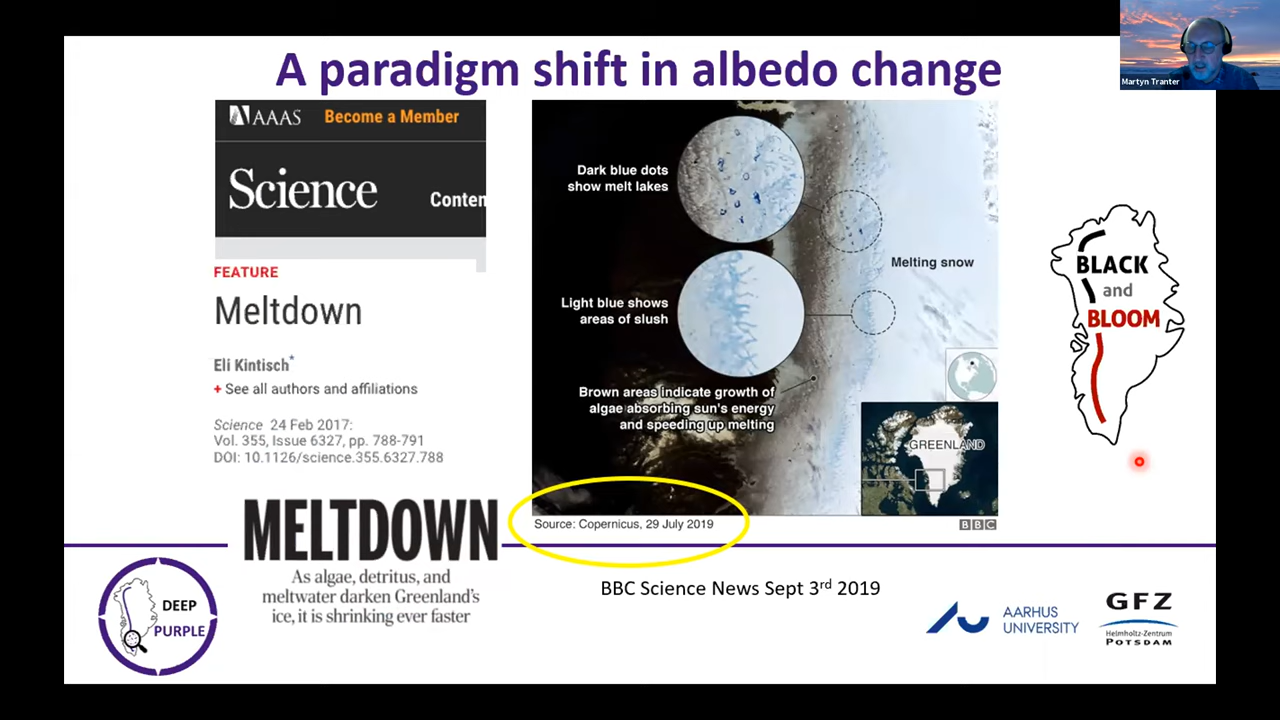 A paradigm shift in albedo change
Martyn Tranter
AAAS
Become a Member
Science
Conten
FEATURE
Meltdown
Eli Kintisch*
+ See all authors and affiliations
Science 24 Feb 2017:
Vol. 355, Issue 6327, pp. 788-791
DOI: 10.1126/science.355.6327.788
MELTDOWN
As algae, detritus, and
meltwater darken Greenland's
ice, it is shrinking ever faster
Dark blue dots
show melt lakes
Melting snow
Light blue shows
areas of slush
Brown areas indicate growth of
algae absorbing sun's energy
and speeding up melting
GREENLAND
Source: Copernicus, 29 July 2019
BBC
BBC Science News Sept 3rd 2019
BLACK
and
BLOOM
DEEP
PURPLE
AARHUS
UNIVERSITY
GFZ
Helmholtz-Zentrum
POTSDAM